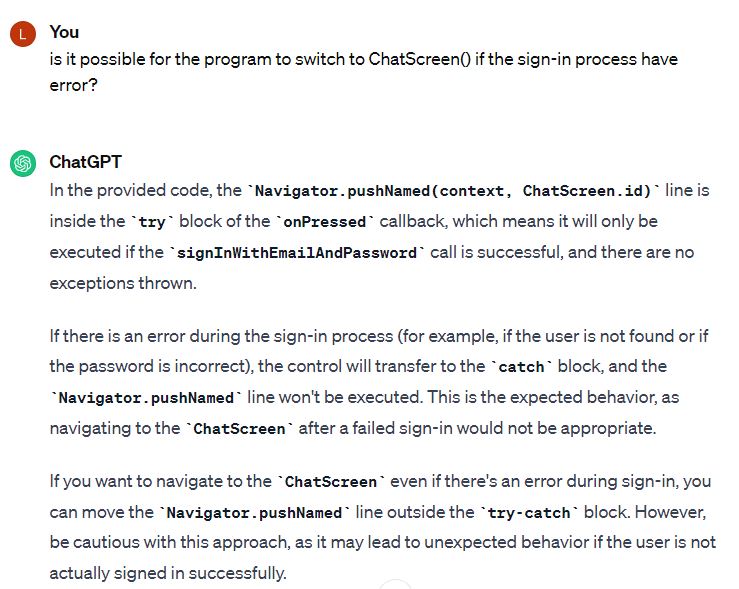 L
You
is it possible for the program to switch to ChatScreen() if the sign-in process have
error?
ChatGPT
In the provided code, the `Navigator.pushNamed(context, ChatScreen.id)` line is
inside the `try` block of the `onPressed` callback, which means it will only be
executed if the `signInWithEmailAndPassword` call is successful, and there are no
exceptions thrown.
If there is an error during the sign-in process (for example, if the user is not found or if
the password is incorrect), the control will transfer to the `catch` block, and the
`Navigator.pushNamed` line won't be executed. This is the expected behavior, as
navigating to the `ChatScreen` after a failed sign-in would not be appropriate.
If you want to navigate to the `ChatScreen` even if there's an error during sign-in, you
can move the `Navigator.pushNamed` line outside the `try-catch` block. However,
be cautious with this approach, as it may lead to unexpected behavior if the user is not
actually signed in successfully.